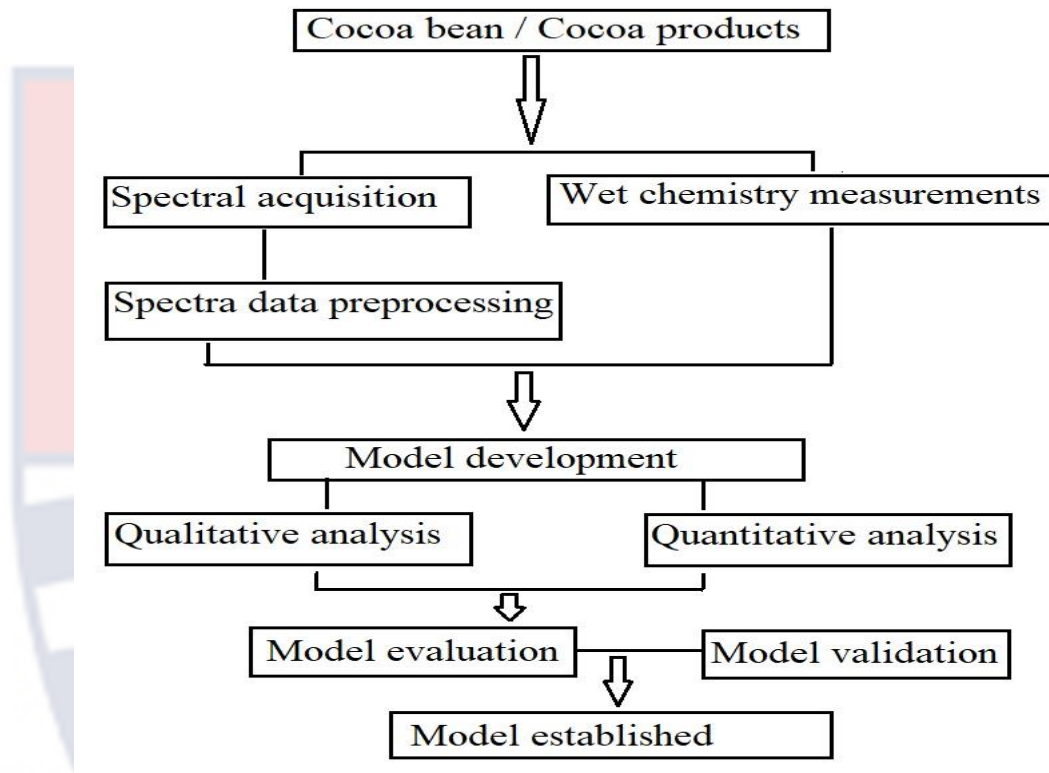 Cocoa bean / Cocoa products
Spectral acquisition
Wet chemistry measurements
Spectra data preprocessing
Model development
Qualitative analysis
Quantitative analysis
Model evaluation
Model validation
Model established